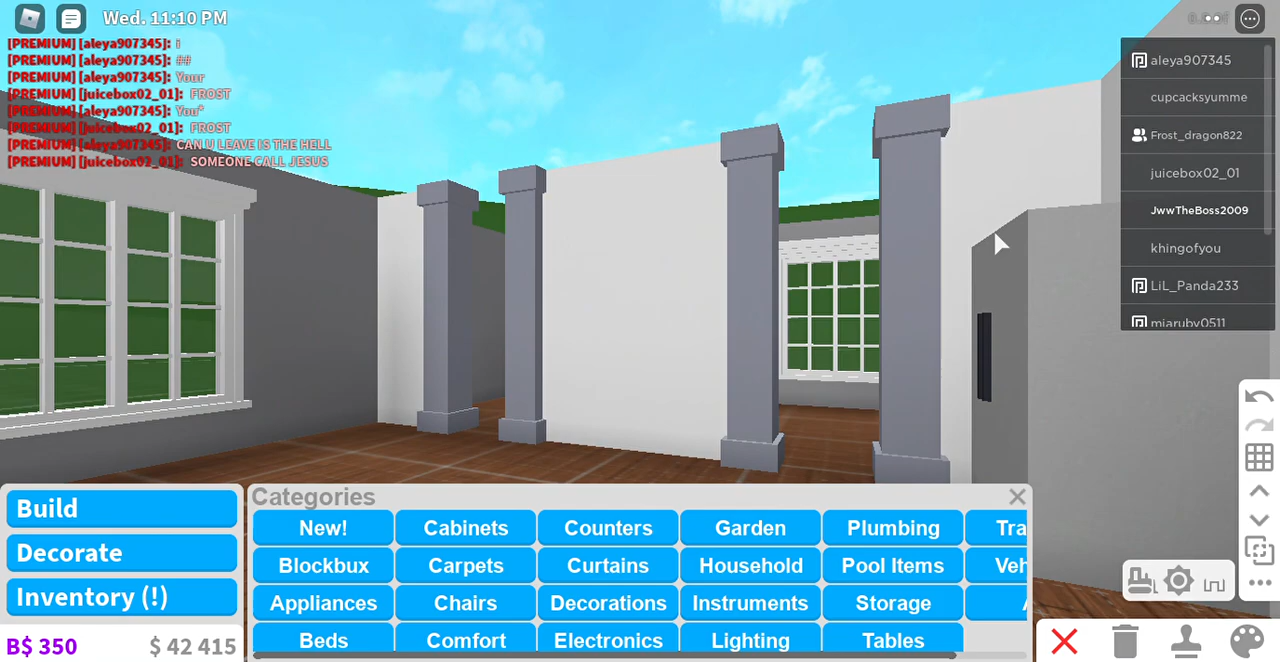 Wed. 11:10 PM
[PREMIUM] [aleya907345]: i
[PREMIUM] [aleya907345]: ##
[PREMIUM] [aleya907345]: Your
[PREMIUM] [juicebox02_01]: FROST
[PREMIUM] [aleya907345]: You*
[PREMIUM] [juicebox02_01]: FROST
[PREMIUM] [aleya907345]: CAN U LEAVE IS THE HELL
[PREMIUM] [juicebox02_01]: SOMEONE CALL JESUS
aleya907345
cupcacksyumme
Frost_dragon822
juicebox02_01
JwwTheBoss2009
khingofyou
LiL_Panda233
miaruby0511
Build
Decorate
Inventory (!)
B$ 350 $ 42 415
Categories
New! Cabinets Counters Garden Plumbing Tra
Blockbux Carpets Curtains Household Pool Items Veh
Appliances Chairs Decorations Instruments Storage
Beds Comfort Electronics Lighting Tables